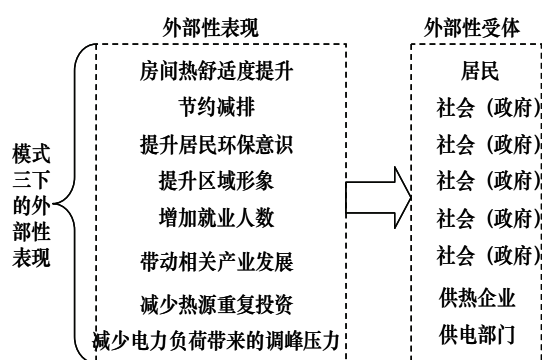 外部性表现
外部性受体
模式
三下
的外
部性
表现
房间热舒适度提升
居民
节约减排
社会（政府）
提升居民环保意识
社会（政府）
提升区域形象
社会（政府）
增加就业人数
社会（政府）
带动相关产业发展
社会（政府）
减少热源重复投资
供热企业
减少电力负荷带来的调峰压力
供电部门